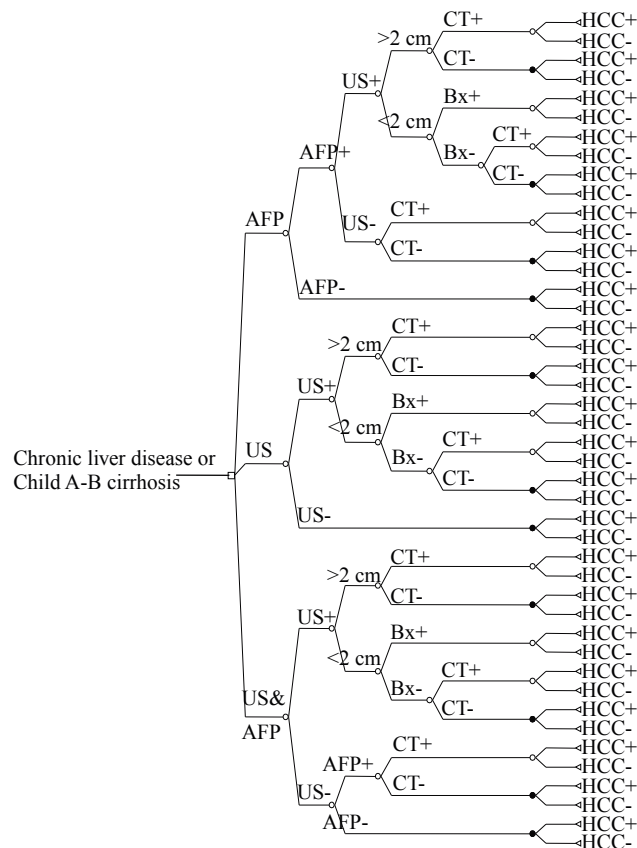 CT+ HCC+
>2 cm HCC-
CT- HCC+
US+ HCC-
Bx+ HCC+
<2 cm HCC-
CT+ HCC+
AFP+ Bx- HCC-
CT- HCC+
HCC-
AFP CT+ HCC+
US- HCC-
CT- HCC+
HCC-
AFP- HCC+
HCC-
CT+ HCC+
>2 cm HCC-
CT- HCC+
US+ HCC-
Bx+ HCC+
<2 cm HCC-
CT+ HCC+
Chronic liver disease or US Bx- HCC-
Child A-B cirrhosis CT- HCC+
HCC-
US- HCC+
HCC-
CT+ HCC+
>2 cm HCC-
CT- HCC+
US+ HCC-
Bx+ HCC+
<2 cm HCC-
CT+ HCC+
US& Bx- HCC-
CT- HCC+
AFP HCC-
CT+ HCC+
AFP+ HCC-
CT- HCC+
US- HCC-
AFP- HCC+
HCC-